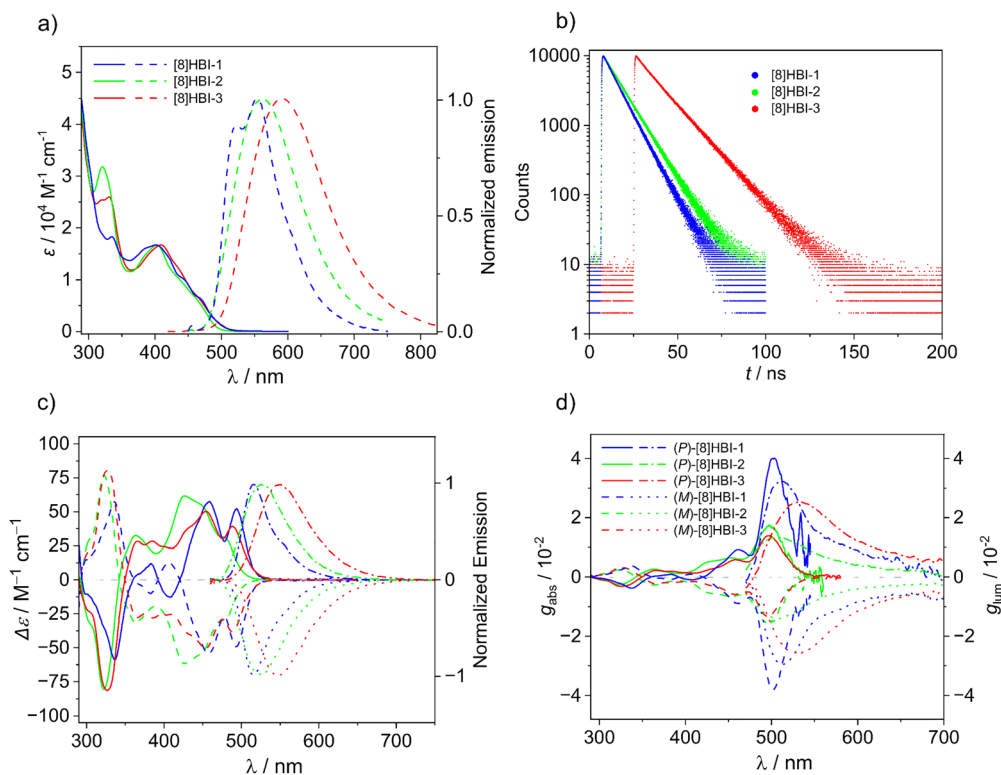 a)
[8]HBI-1
[8]HBI-2
[8]HBI-3
5
4
3
2
1
0
1.0
0.5
0.0
ε / 10⁴ M⁻¹ cm⁻¹
Normalized emission
300 400 500 600 700 800
λ / nm
b)
[8]HBI-1
[8]HBI-2
[8]HBI-3
10000
1000
100
10
1
Counts
0 50 100 150 200
t / ns
c)
100
75
50
25
0
−25
−50
−75
−100
1
0
−1
Δε / M⁻¹ cm⁻¹
Normalized Emission
300 400 500 600 700
λ / nm
d)
(P)-[8]HBI-1
(P)-[8]HBI-2
(P)-[8]HBI-3
(M)-[8]HBI-1
(M)-[8]HBI-2
(M)-[8]HBI-3
4
2
0
−2
−4
4
2
0
−2
−4
g_abs / 10⁻²
g_lum / 10⁻²
300 400 500 600 700
λ / nm